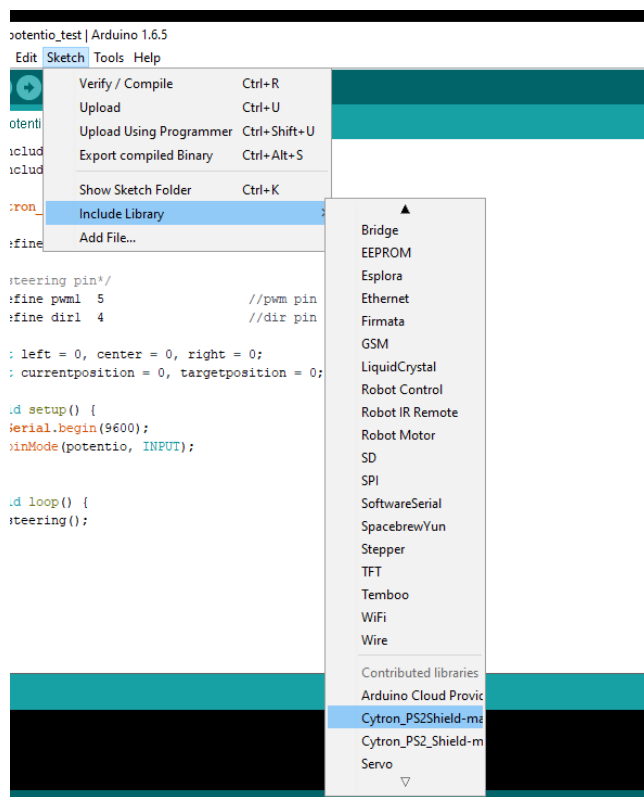 potentio_test | Arduino 1.6.5
Edit Sketch Tools Help
Verify / Compile Ctrl+R
Upload Ctrl+U
Upload Using Programmer Ctrl+Shift+U
Export compiled Binary Ctrl+Alt+S
Show Sketch Folder Ctrl+K
Include Library
Add File...
potenti
nclud
nclud
tron_
efine
steering pin*/
efine pwm1 5 //pwm pin
efine dir1 4 //dir pin
t left = 0, center = 0, right = 0;
t currentposition = 0, targetposition = 0;
id setup() {
Serial.begin(9600);
pinMode(potentio, INPUT);
id loop() {
steering();
Bridge
EEPROM
Esplora
Ethernet
Firmata
GSM
LiquidCrystal
Robot Control
Robot IR Remote
Robot Motor
SD
SPI
SoftwareSerial
SpacebrewYun
Stepper
TFT
Temboo
WiFi
Wire
Contributed libraries
Arduino Cloud Provic
Cytron_PS2Shield-ma
Cytron_PS2_Shield-m
Servo